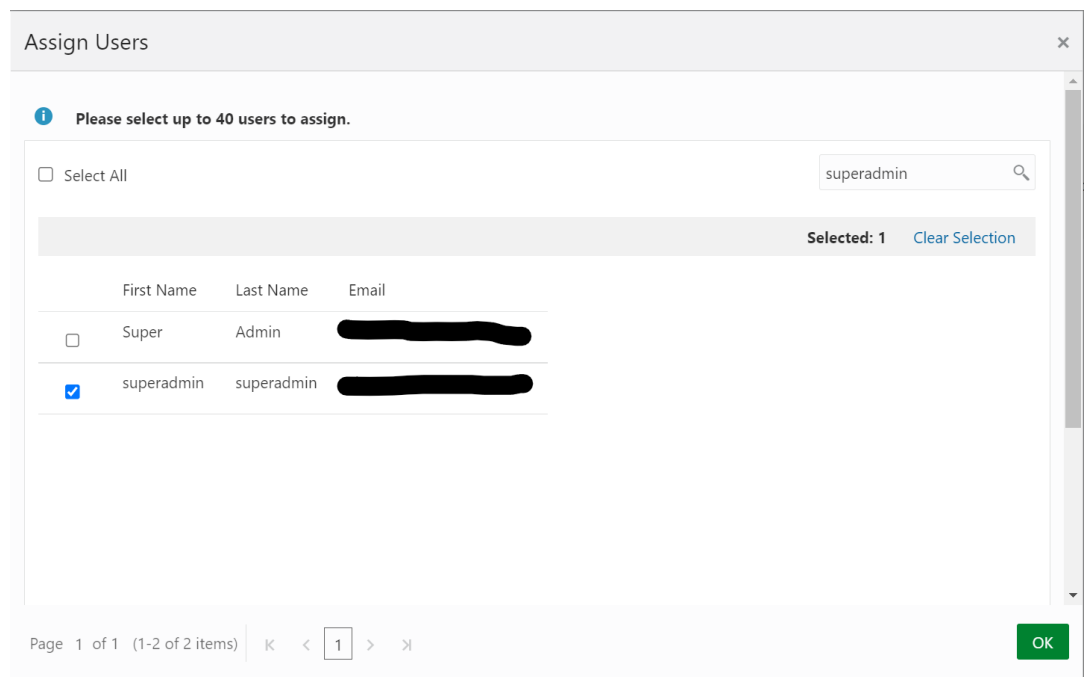 Assign Users
Please select up to 40 users to assign.
Select All
superadmin
Selected: 1 Clear Selection
First Name Last Name Email
Super Admin
superadmin superadmin
Page 1 of 1 (1-2 of 2 items) 1
OK